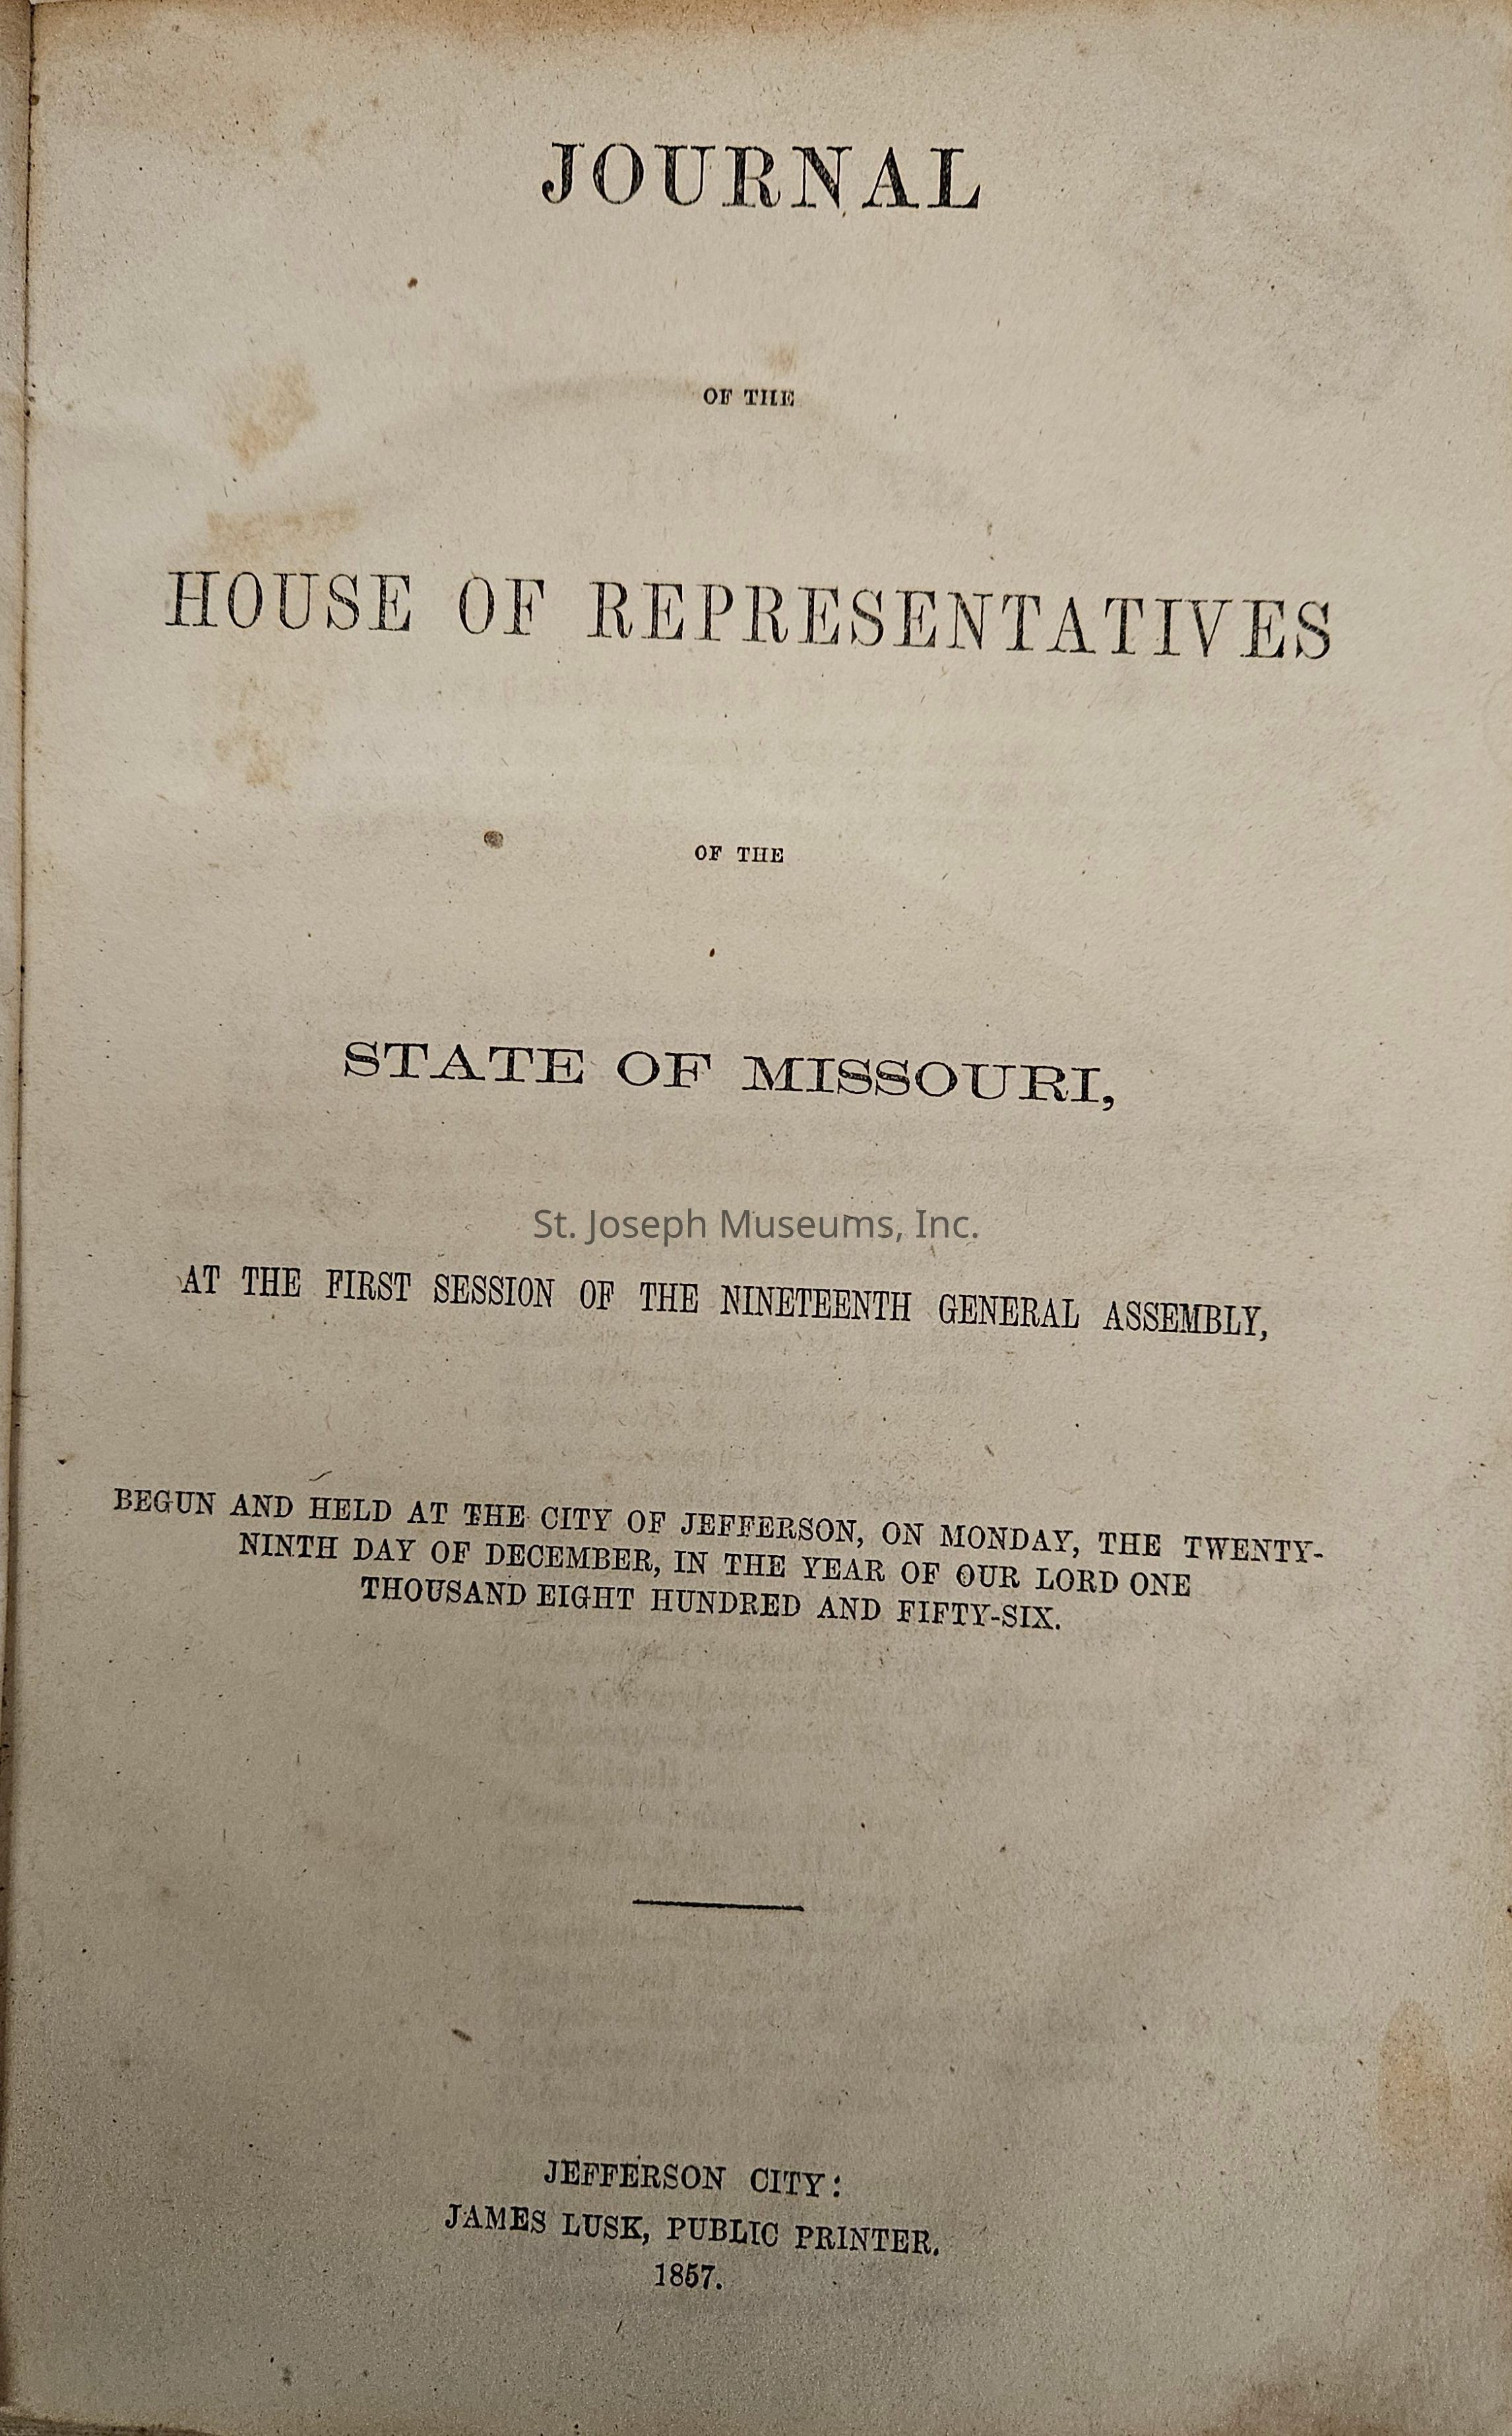 JOURNAL
OF THE
HOUSE OF REPRESENTATIVES
OF THE
STATE OF MISSOURI,
St. Joseph Museums, Inc.
AT THE FIRST SESSION OF THE NINETEENTH GENERAL ASSEMBLY,
BEGUN AND HELD AT THE CITY OF JEFFERSON, ON MONDAY, THE TWENTY-
NINTH DAY OF DECEMBER, IN THE YEAR OF OUR LORD ONE
THOUSAND EIGHT HUNDRED AND FIFTY-SIX.
JEFFERSON CITY:
JAMES LUSK, PUBLIC PRINTER.
1857.